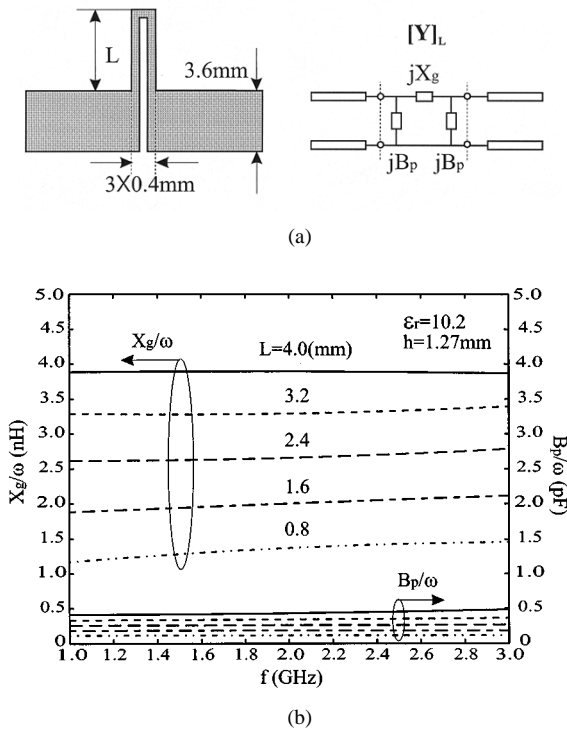 L
3.6mm
3X0.4mm
[Y]L
jXg
jBp jBp
(a)
5.0 5.0
4.5 4.5
4.0 4.0
3.5 3.5
3.0 3.0
2.5 2.5
2.0 2.0
1.5 1.5
1.0 1.0
0.5 0.5
0 0
Xg/ω (nH)
Bp/ω (pF)
Xg/ω
L=4.0(mm)
εr=10.2
h=1.27mm
3.2
2.4
1.6
0.8
Bp/ω
1.0 1.2 1.4 1.6 1.8 2.0 2.2 2.4 2.6 2.8 3.0
f (GHz)
(b)